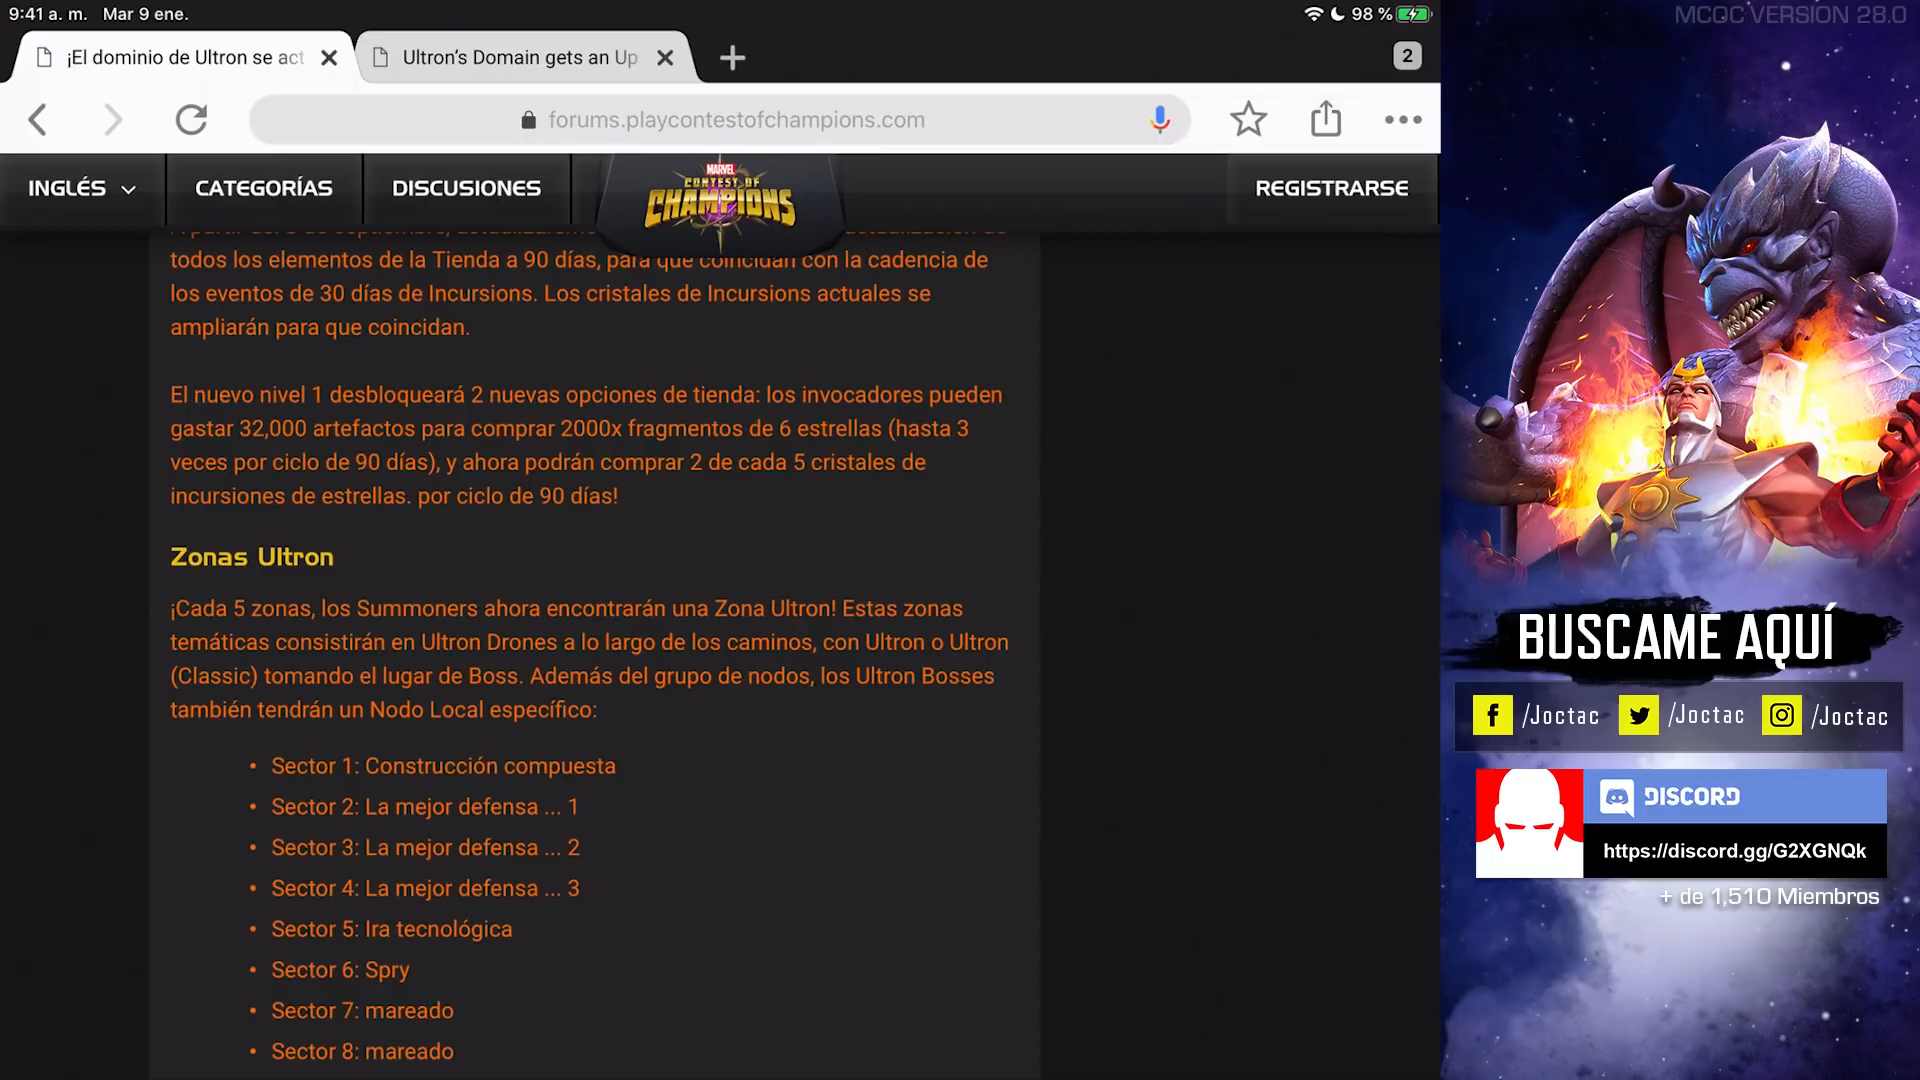 9:41 a. m. Mar 9 ene.
98 %
MCOC VERSION 28.0
¡El dominio de Ultron se act
Ultron's Domain gets an Up
2
forums.playcontestofchampions.com
INGLÉS
CATEGORÍAS
DISCUSIONES
MARVEL
CONTEST OF
CHAMPIONS
REGISTRARSE
todos los elementos de la Tienda a 90 días, para que coincidan con la cadencia de
los eventos de 30 días de Incursions. Los cristales de Incursions actuales se
ampliarán para que coincidan.
El nuevo nivel 1 desbloqueará 2 nuevas opciones de tienda: los invocadores pueden
gastar 32,000 artefactos para comprar 2000x fragmentos de 6 estrellas (hasta 3
veces por ciclo de 90 días), y ahora podrán comprar 2 de cada 5 cristales de
incursiones de estrellas. por ciclo de 90 días!
Zonas Ultron
¡Cada 5 zonas, los Summoners ahora encontrarán una Zona Ultron! Estas zonas
temáticas consistirán en Ultron Drones a lo largo de los caminos, con Ultron o Ultron
(Classic) tomando el lugar de Boss. Además del grupo de nodos, los Ultron Bosses
también tendrán un Nodo Local específico:
• Sector 1: Construcción compuesta
• Sector 2: La mejor defensa ... 1
• Sector 3: La mejor defensa ... 2
• Sector 4: La mejor defensa ... 3
• Sector 5: Ira tecnológica
• Sector 6: Spry
• Sector 7: mareado
• Sector 8: mareado
BUSCAME AQUÍ
/Joctac
/Joctac
/Joctac
DISCORD
https://discord.gg/G2XGNQk
+ de 1,510 Miembros